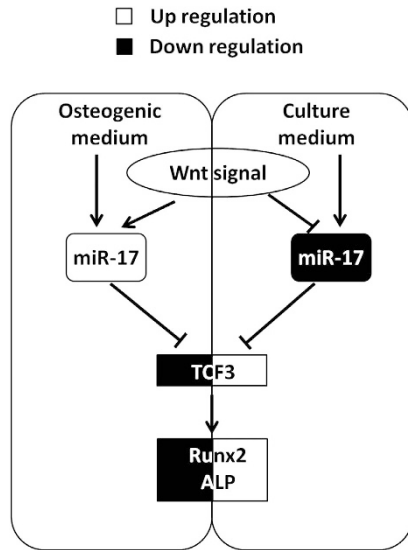 Up regulation
Down regulation
Osteogenic
medium
Culture
medium
Wnt signal
miR-17
miR-17
TCF3
Runx2
ALP